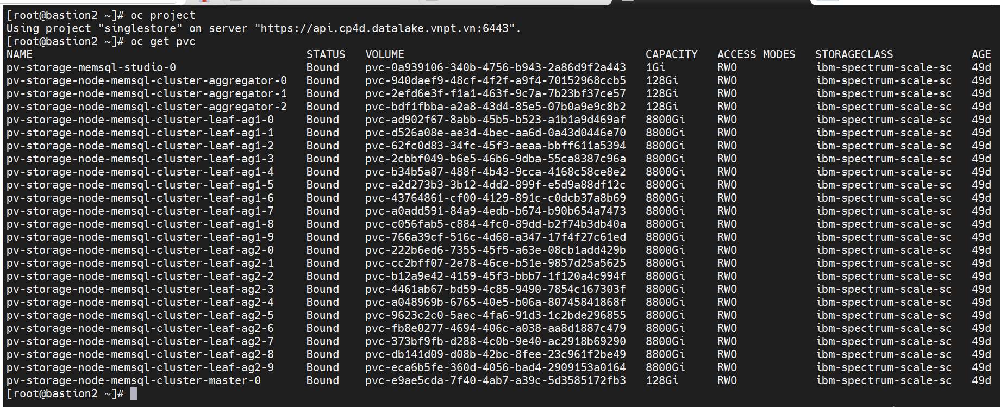 [root@bastion2 ~]# oc project
Using project "singlestore" on server "https://api.cp4d.datalake.vnpt.vn:6443".
[root@bastion2 ~]# oc get pvc
NAME STATUS VOLUME CAPACITY ACCESS MODES STORAGECLASS AGE
pv-storage-memsql-studio-0 Bound pvc-0a939106-340b-4756-b943-2a86d9f2a443 1Gi RWO ibm-spectrum-scale-sc 49d
pv-storage-node-memsql-cluster-aggregator-0 Bound pvc-940daef9-48cf-4f2f-a9f4-70152968ccb5 128Gi RWO ibm-spectrum-scale-sc 49d
pv-storage-node-memsql-cluster-aggregator-1 Bound pvc-2efd6e3f-f1a1-463f-9c7a-7b23bf37ce57 128Gi RWO ibm-spectrum-scale-sc 49d
pv-storage-node-memsql-cluster-aggregator-2 Bound pvc-bdf1fbba-a2a8-43d4-85e5-07b0a9e9c8b2 128Gi RWO ibm-spectrum-scale-sc 49d
pv-storage-node-memsql-cluster-leaf-ag1-0 Bound pvc-ad902f67-8abb-45b5-b523-a1b1a9d469af 8800Gi RWO ibm-spectrum-scale-sc 49d
pv-storage-node-memsql-cluster-leaf-ag1-1 Bound pvc-d526a08e-ae3d-4bec-aa6d-0a43d0446e70 8800Gi RWO ibm-spectrum-scale-sc 49d
pv-storage-node-memsql-cluster-leaf-ag1-2 Bound pvc-62fc0d83-34fc-45f3-aeaa-bbff611a5394 8800Gi RWO ibm-spectrum-scale-sc 49d
pv-storage-node-memsql-cluster-leaf-ag1-3 Bound pvc-2cbbf049-b6e5-46b6-9dba-55ca8387c96a 8800Gi RWO ibm-spectrum-scale-sc 49d
pv-storage-node-memsql-cluster-leaf-ag1-4 Bound pvc-b34b5a87-488f-4b43-9cca-4168c58ce8e2 8800Gi RWO ibm-spectrum-scale-sc 49d
pv-storage-node-memsql-cluster-leaf-ag1-5 Bound pvc-a2d273b3-3b12-4dd2-899f-e5d9a88df12c 8800Gi RWO ibm-spectrum-scale-sc 49d
pv-storage-node-memsql-cluster-leaf-ag1-6 Bound pvc-43764861-cf00-4129-891c-c0dcb37a8b69 8800Gi RWO ibm-spectrum-scale-sc 49d
pv-storage-node-memsql-cluster-leaf-ag1-7 Bound pvc-a0add591-84a9-4edb-b674-b90b654a7473 8800Gi RWO ibm-spectrum-scale-sc 49d
pv-storage-node-memsql-cluster-leaf-ag1-8 Bound pvc-c056fab5-c884-4fc0-89dd-b2f74b3db40a 8800Gi RWO ibm-spectrum-scale-sc 49d
pv-storage-node-memsql-cluster-leaf-ag1-9 Bound pvc-766a39cf-516c-4d68-a347-17f4f27c61ed 8800Gi RWO ibm-spectrum-scale-sc 49d
pv-storage-node-memsql-cluster-leaf-ag2-0 Bound pvc-222b6ed6-7355-45f5-a63e-08cb1add429b 8800Gi RWO ibm-spectrum-scale-sc 49d
pv-storage-node-memsql-cluster-leaf-ag2-1 Bound pvc-cc2bff07-2e78-46ce-b51e-9857d25a5625 8800Gi RWO ibm-spectrum-scale-sc 49d
pv-storage-node-memsql-cluster-leaf-ag2-2 Bound pvc-b12a9e42-4159-45f3-bbb7-1f120a4c994f 8800Gi RWO ibm-spectrum-scale-sc 49d
pv-storage-node-memsql-cluster-leaf-ag2-3 Bound pvc-4461ab67-bd59-4c85-9490-7854c167303f 8800Gi RWO ibm-spectrum-scale-sc 49d
pv-storage-node-memsql-cluster-leaf-ag2-4 Bound pvc-a048969b-6765-40e5-b06a-80745841868f 8800Gi RWO ibm-spectrum-scale-sc 49d
pv-storage-node-memsql-cluster-leaf-ag2-5 Bound pvc-9623c2c0-5aec-4fa6-91d3-1c2bde296855 8800Gi RWO ibm-spectrum-scale-sc 49d
pv-storage-node-memsql-cluster-leaf-ag2-6 Bound pvc-fb8e0277-4694-406c-a038-aa8d1887c479 8800Gi RWO ibm-spectrum-scale-sc 49d
pv-storage-node-memsql-cluster-leaf-ag2-7 Bound pvc-373bf9fb-d288-4c0b-9e40-ac2918b69290 8800Gi RWO ibm-spectrum-scale-sc 49d
pv-storage-node-memsql-cluster-leaf-ag2-8 Bound pvc-db141d09-d08b-42bc-8fee-23c961f2be49 8800Gi RWO ibm-spectrum-scale-sc 49d
pv-storage-node-memsql-cluster-leaf-ag2-9 Bound pvc-eca6b5fe-360d-4056-bad4-2909153a0164 8800Gi RWO ibm-spectrum-scale-sc 49d
pv-storage-node-memsql-cluster-master-0 Bound pvc-e9ae5cda-7f40-4ab7-a39c-5d3585172fb3 128Gi RWO ibm-spectrum-scale-sc 49d
[root@bastion2 ~]#